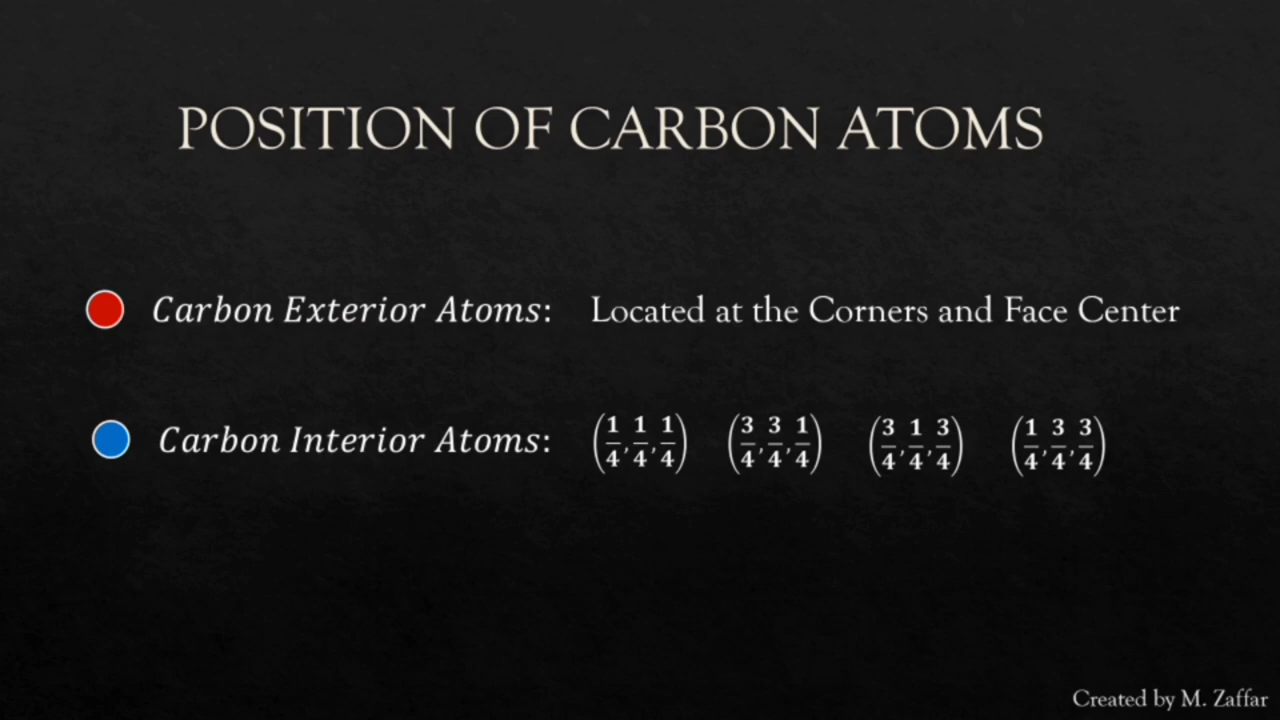 POSITION OF CARBON ATOMS
Carbon Exterior Atoms: Located at the Corners and Face Center
Carbon Interior Atoms: (1/4, 1/4, 1/4) (3/4, 3/4, 1/4) (3/4, 1/4, 3/4) (1/4, 3/4, 3/4)
Created by M. Zaffar